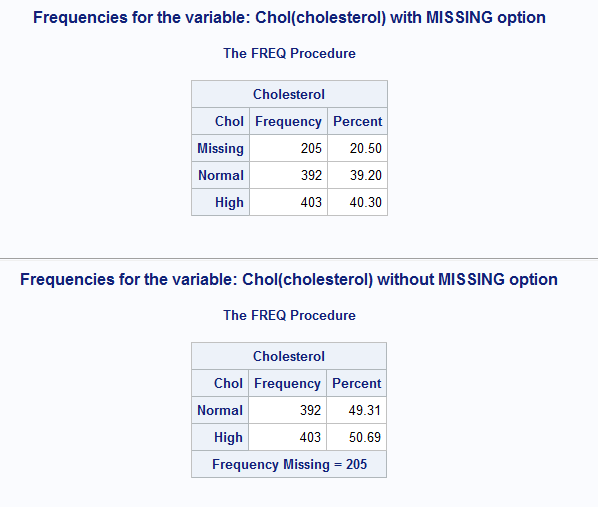 Frequencies for the variable: Chol(cholesterol) with MISSING option
The FREQ Procedure
Cholesterol
Chol Frequency Percent
Missing 205 20.50
Normal 392 39.20
High 403 40.30
Frequencies for the variable: Chol(cholesterol) without MISSING option
The FREQ Procedure
Cholesterol
Chol Frequency Percent
Normal 392 49.31
High 403 50.69
Frequency Missing = 205